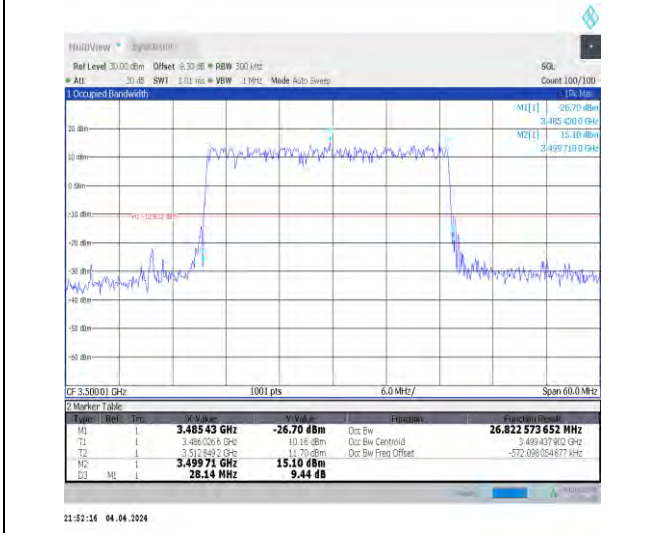 MultiView Spectrum
Ref Level 30.00 dBm Offset 9.30 dB RBW 300 kHz SGL
Att 30 dB SWT 1.01 ms VBW 1 MHz Mode Auto Sweep Count 100/100
1 Occupied Bandwidth 1Pk Max
M1[1] -26.70 dBm
3.485 430 0 GHz
M2[1] 15.10 dBm
3.499 710 0 GHz
20 dBm
10 dBm
0 dBm
-10 dBm
-20 dBm
-30 dBm
-40 dBm
-50 dBm
-60 dBm
CF 3.50001 GHz 1001 pts 6.0 MHz/ Span 60.0 MHz
2 Marker Table
Type Ref Trc X-Value Y-Value Function Function Result
M1 1 3.48543 GHz -26.70 dBm Occ Bw 26.822 573 652 MHz
T1 1 3.486 026 6 GHz 10.16 dBm Occ Bw Centroid 3.499 437 902 GHz
T2 1 3.512 849 2 GHz 11.70 dBm Occ Bw Freq Offset -572.098 054 877 kHz
M2 1 3.499 71 GHz 15.10 dBm
D3 M1 1 28.14 MHz 9.44 dB
21:52:16 04.04.2024